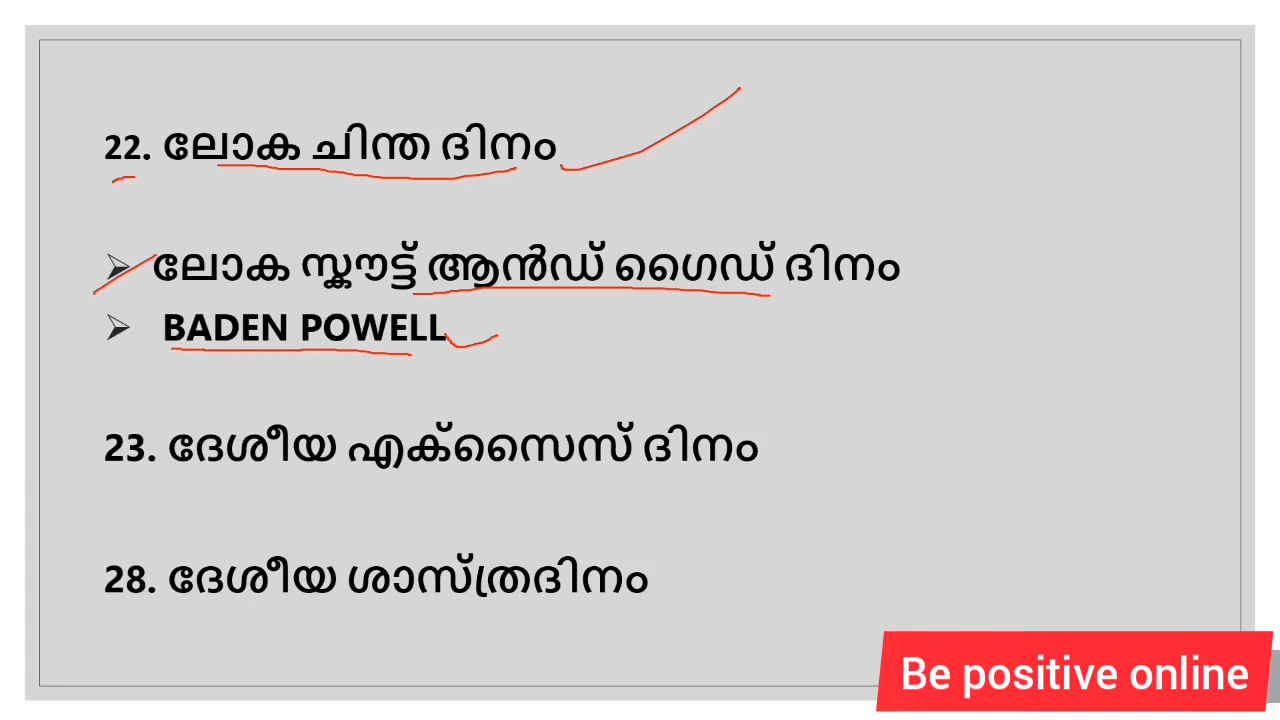 22. ലോക ചിന്ത ദിനം
➢ ലോക സ്കൗട്ട് ആൻഡ് ഗൈഡ് ദിനം
➢ BADEN POWELL
23. ദേശീയ എക്സൈസ് ദിനം
28. ദേശീയ ശാസ്ത്രദിനം
Be positive online